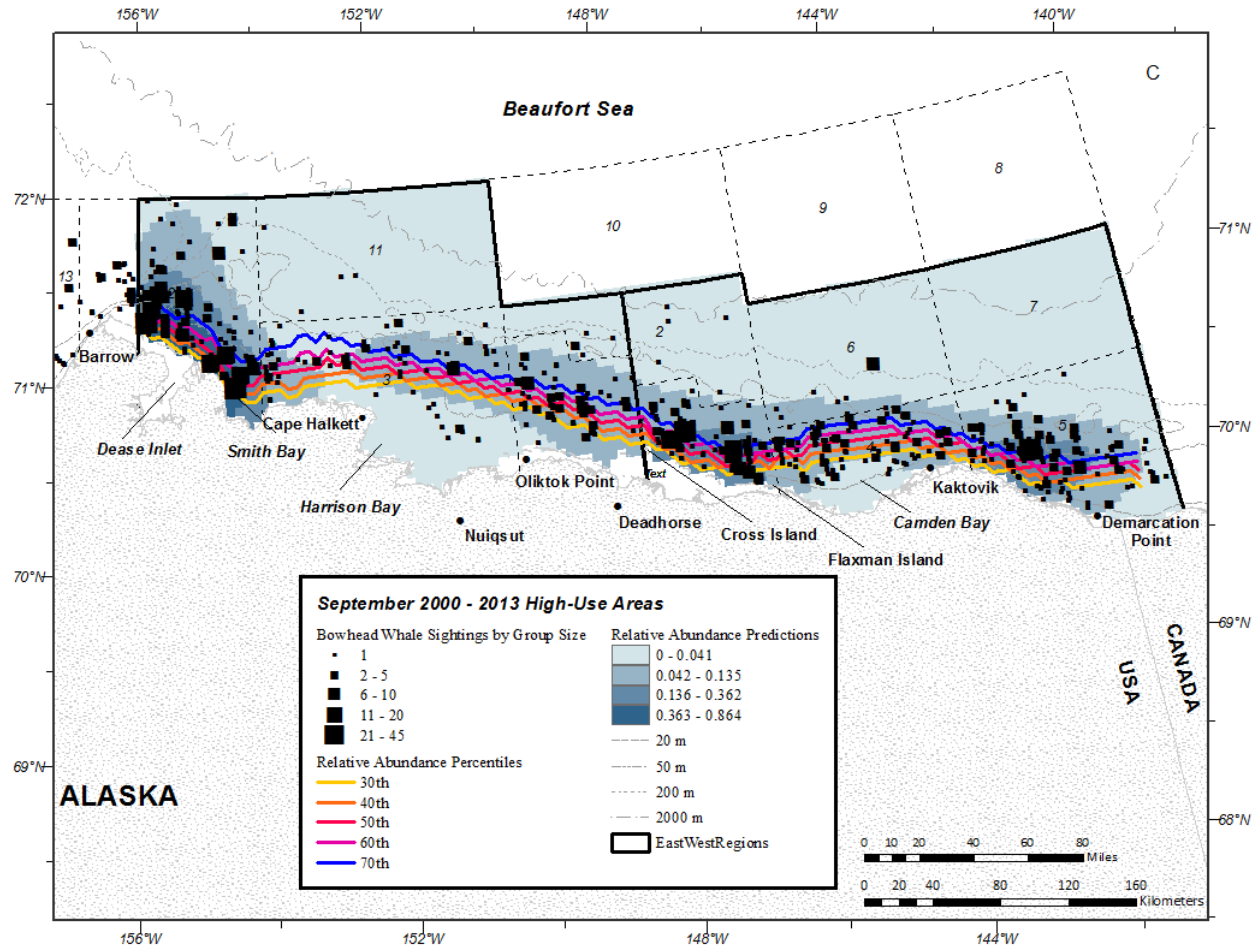 156°W 152°W 148°W 144°W 140°W
C
Beaufort Sea
8
72°N
71°N
9
10
11
13
7
2
6
Barrow
71°N
3
5
70°N
Cape Halkett
Dease Inlet
Smith Bay
Text
Kaktovik
Oliktok Point
Harrison Bay
Camden Bay
Deadhorse
Demarcation
Point
Cross Island
Nuiqsut
Flaxman Island
70°N
September 2000 - 2013 High-Use Areas
Bowhead Whale Sightings by Group Size
1
2 - 5
6 - 10
11 - 20
21 - 45
Relative Abundance Percentiles
30th
40th
50th
60th
70th
Relative Abundance Predictions
0 - 0.041
0.042 - 0.135
0.136 - 0.362
0.363 - 0.864
20 m
50 m
200 m
2000 m
EastWestRegions
69°N
CANADA
USA
69°N
ALASKA
68°N
0 10 20 40 60 80
Miles
0 20 40 80 120 160
Kilometers
156°W 152°W 148°W 144°W